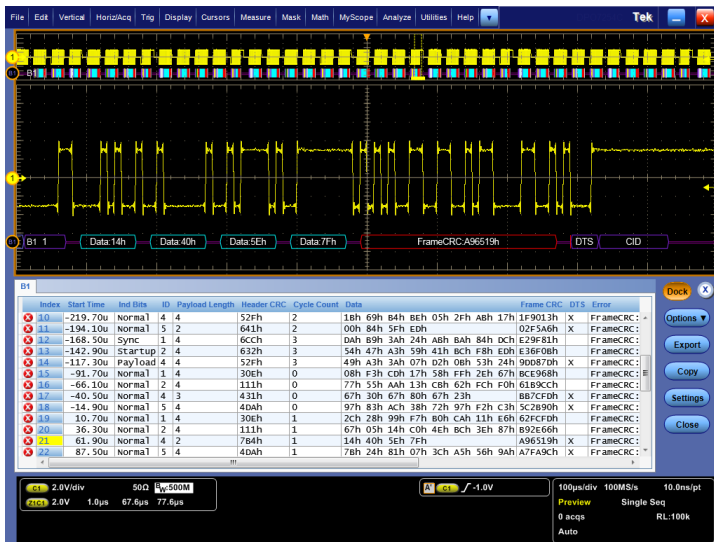 File Edit Vertical Horiz/Acq Trig Display Cursors Measure Mask Math MyScope Analyze Utilities Help Tek X
1
B1 B1
1
B1 B1 1 Data:14h Data:40h Data:5Eh Data:7Fh FrameCRC:A96519h DTS CID
B1 Dock X
Index Start Time Ind Bits ID Payload Length Header CRC Cycle Count Data Frame CRC DTS Error
10 -219.70u Normal 4 4 52Fh 2 1Bh 69h B4h BEh 05h 2Fh ABh 17h 1F9013h X FrameCRC:
11 -194.10u Normal 5 2 641h 2 00h 84h 5Fh EDh 02F5A6h X FrameCRC:
12 -168.50u Sync 1 4 6CCh 3 DAh B9h 3Ah 24h ABh BAh 84h DCh E29F81h FrameCRC:
13 -142.90u Startup 2 4 632h 3 54h 47h A3h 59h 41h BCh F8h EDh E36F0Bh FrameCRC:
14 -117.30u Payload 4 4 52Fh 3 49h A3h 3Ah 07h D2h 0Bh 53h 24h 9DD87Dh X FrameCRC:
15 -91.70u Normal 1 4 30Eh 0 08h F3h CDh 17h 58h FFh 2Eh 67h BCE968h FrameCRC:
16 -66.10u Normal 2 4 111h 0 77h 55h AAh 13h CBh 62h FCh F0h 61B9CCh FrameCRC:
17 -40.50u Normal 4 3 431h 0 67h 30h 67h 80h 67h 23h BB7CFDh X FrameCRC:
18 -14.90u Normal 5 4 4DAh 0 97h B3h ACh 38h 72h 97h F2h C3h 5C2B90h X FrameCRC:
19 10.70u Normal 1 4 30Eh 1 2Ch 28h 99h F7h B0h CAh 11h E6h 62FCFDh FrameCRC:
20 36.30u Normal 2 4 111h 1 67h 05h 14h C0h 4Eh BCh 3Eh 87h B92E66h FrameCRC:
21 61.90u Normal 4 2 7B4h 1 14h 40h 5Eh 7Fh A96519h X FrameCRC:
22 87.50u Normal 5 4 4DAh 1 7Bh 24h 81h 07h 3Ch A5h 56h 9Ah A7FA9Ch X FrameCRC:
Options
Export
Copy
Settings
Close
C1 2.0V/div 50Ω BW:500M
Z1C1 2.0V 1.0µs 67.6µs 77.6µs
A' C1 -1.0V
100µs/div 100MS/s 10.0ns/pt
Preview Single Seq
0 acqs RL:100k
Auto